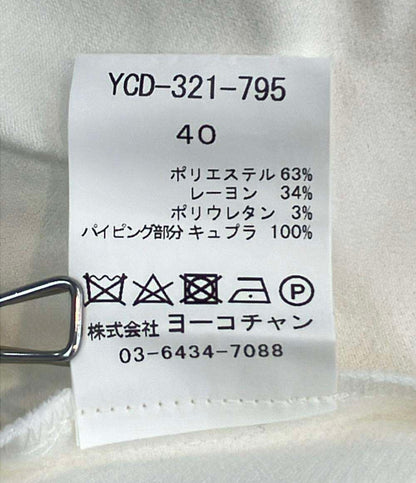 YCD-321-795
40
ポリエステル 63%
レーヨン 34%
ポリウレタン 3%
パイピング部分 キュプラ 100%
P
株式会社 ヨーコチャン
03-6434-7088